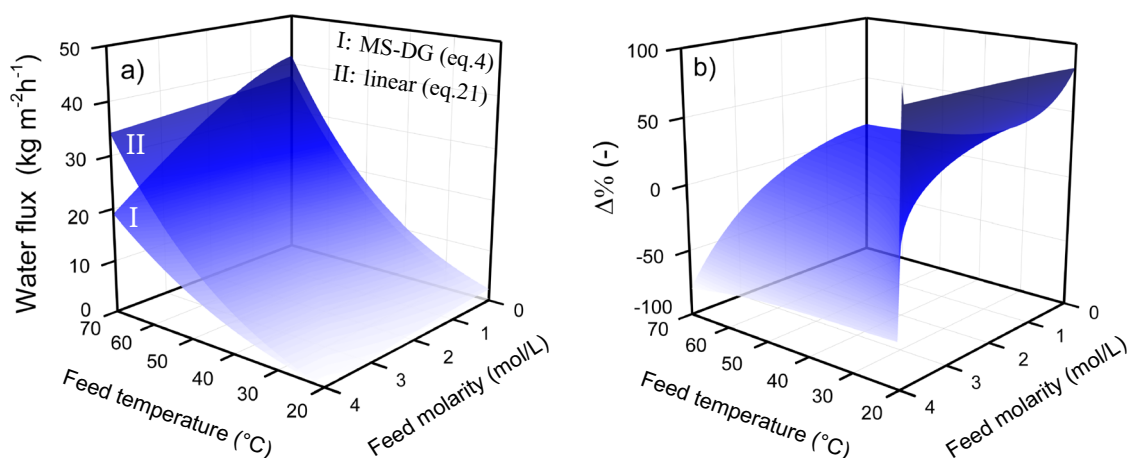 a)
I: MS-DG (eq.4)
II: linear (eq.21)
Water flux (kg m⁻²h⁻¹)
50
40
30
20
10
0
II
I
70
60
50
40
30
20
Feed temperature (°C)
0
1
2
3
4
Feed molarity (mol/L)
b)
Δ% (-)
100
50
0
-50
-100
70
60
50
40
30
20
Feed temperature (°C)
0
1
2
3
4
Feed molarity (mol/L)